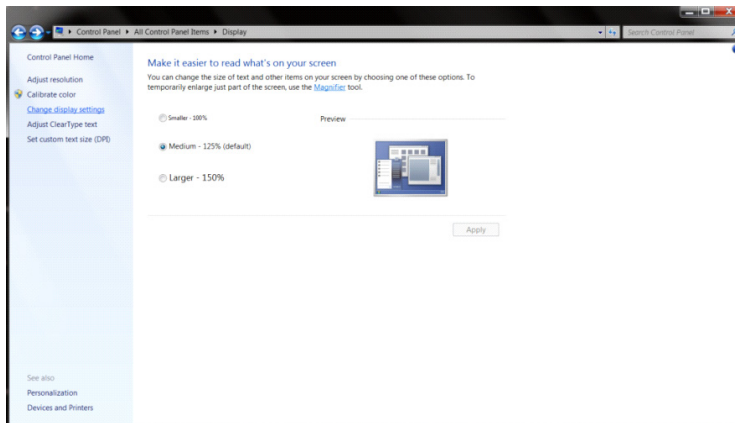 Control Panel ▸ All Control Panel Items ▸ Display
Search Control Panel
Control Panel Home
Adjust resolution
Calibrate color
Change display settings
Adjust ClearType text
Set custom text size (DPI)
See also
Personalization
Devices and Printers
Make it easier to read what's on your screen
You can change the size of text and other items on your screen by choosing one of these options. To
temporarily enlarge just part of the screen, use the Magnifier tool.
Smaller - 100%
Preview
Medium - 125% (default)
Larger - 150%
Apply